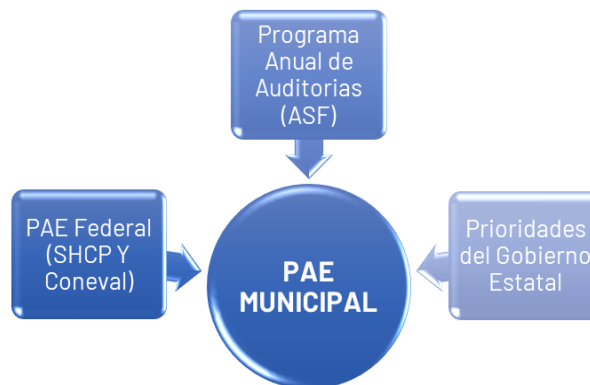 Programa
Anual de
Auditorias
(ASF)
PAE Federal
(SHCP Y
Coneval)
PAE
MUNICIPAL
Prioridades
del Gobierno
Estatal